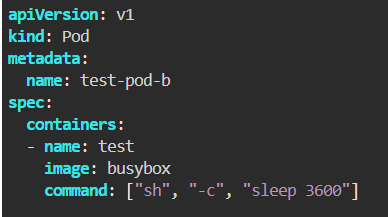 apiVersion: v1
kind: Pod
metadata:
  name: test-pod-b
spec:
  containers:
  - name: test
    image: busybox
    command: ["sh", "-c", "sleep 3600"]